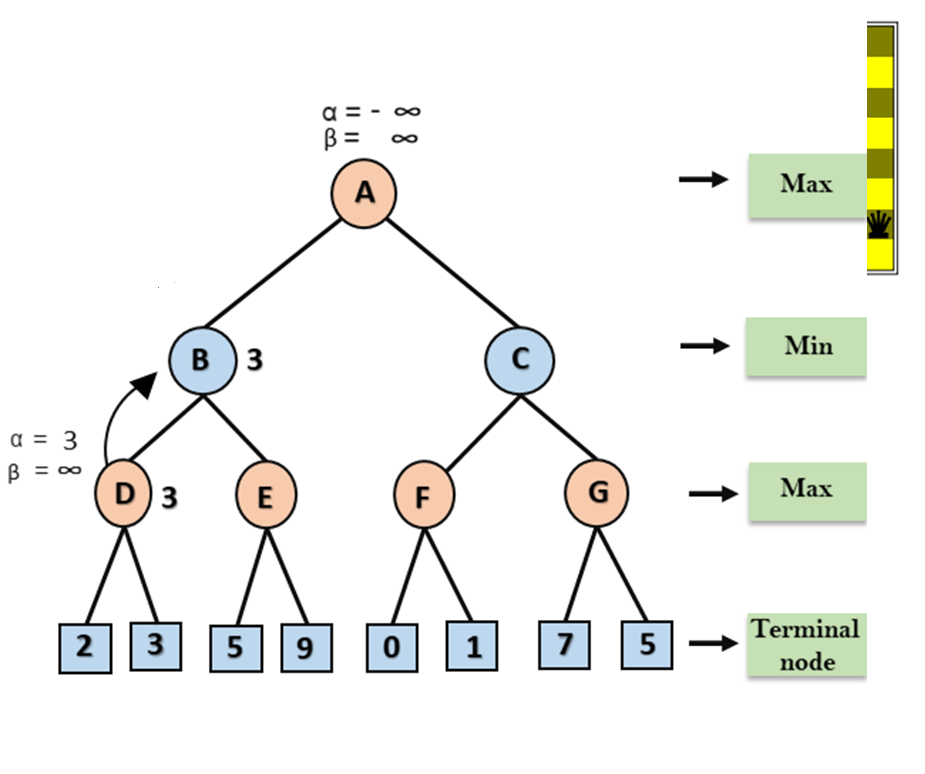 α = - ∞
β = ∞
A
Max
B 3
C
Min
α = 3
β = ∞
D 3
E
F
G
Max
2
3
5
9
0
1
7
5
Terminal
node